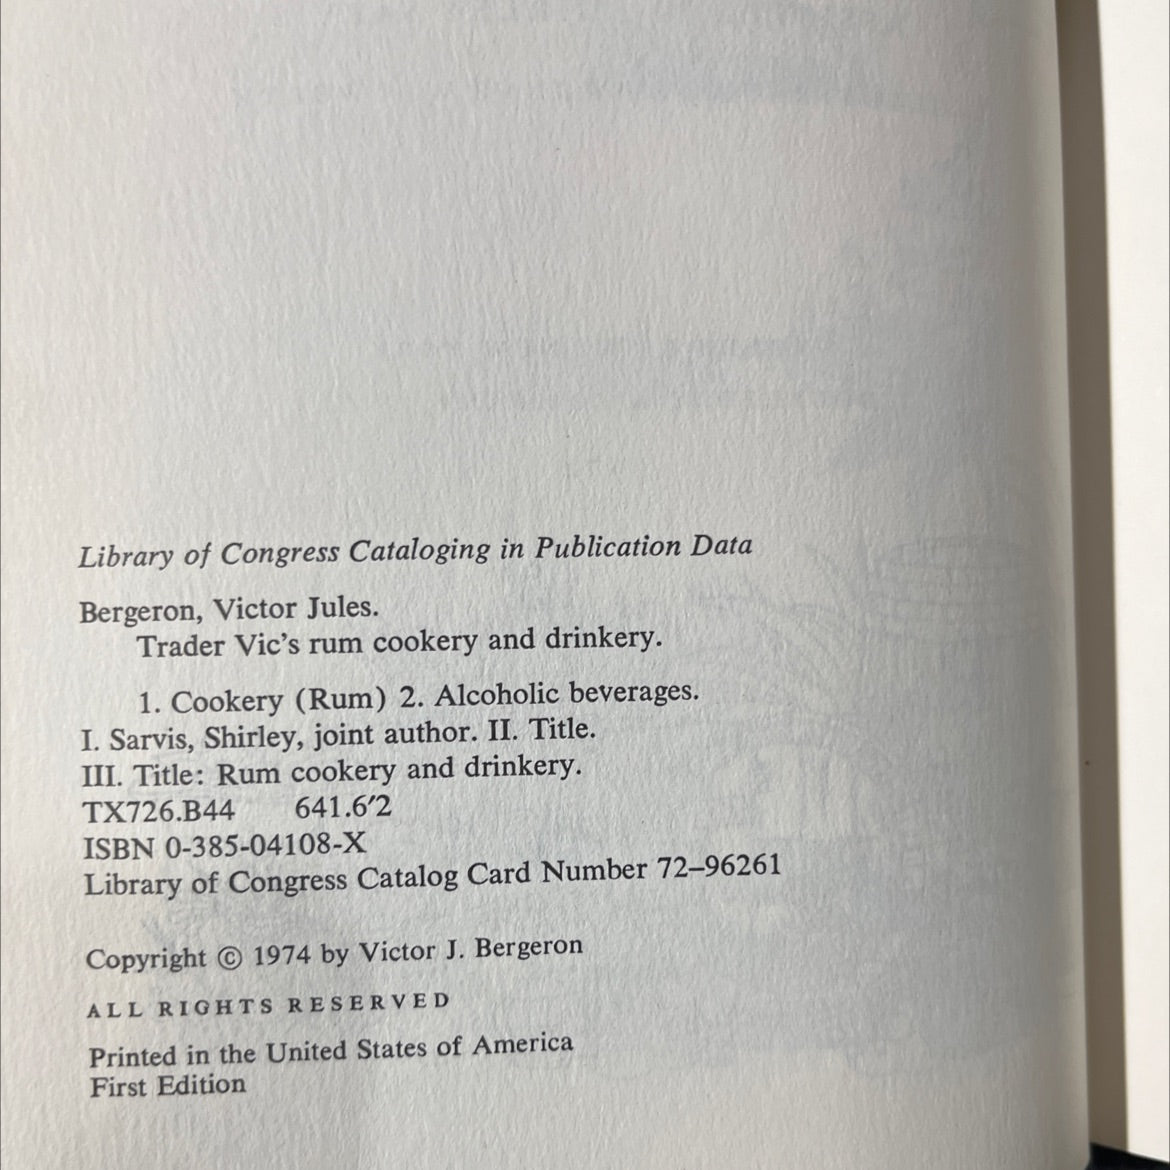 Library of Congress Cataloging in Publication Data
Bergeron, Victor Jules.
Trader Vic's rum cookery and drinkery.
1. Cookery (Rum) 2. Alcoholic beverages.
I. Sarvis, Shirley, joint author. II. Title.
III. Title: Rum cookery and drinkery.
TX726.B44 641.6′2
ISBN 0-385-04108-X
Library of Congress Catalog Card Number 72–96261
Copyright © 1974 by Victor J. Bergeron
ALL RIGHTS RESERVED
Printed in the United States of America
First Edition